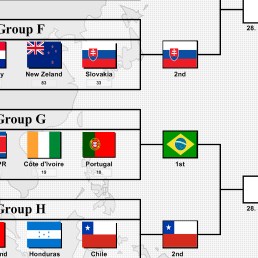 Group F
28.
y New Zeland Slovakia 2nd
83 33
Group G
PR Côte d'Ivoire Portugal 1st
19 16
28.
Group H
nd Honduras Chile 2nd